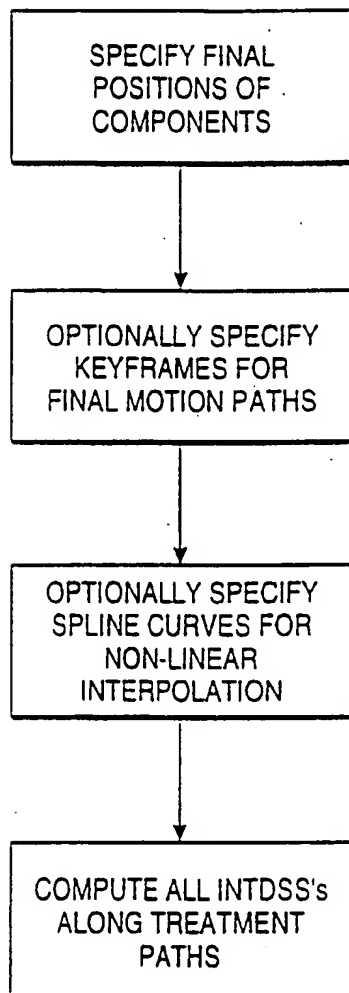 SPECIFY FINAL
POSITIONS OF
COMPONENTS
OPTIONALLY SPECIFY
KEYFRAMES FOR
FINAL MOTION PATHS
OPTIONALLY SPECIFY
SPLINE CURVES FOR
NON-LINEAR
INTERPOLATION
COMPUTE ALL INTDSS's
ALONG TREATMENT
PATHS